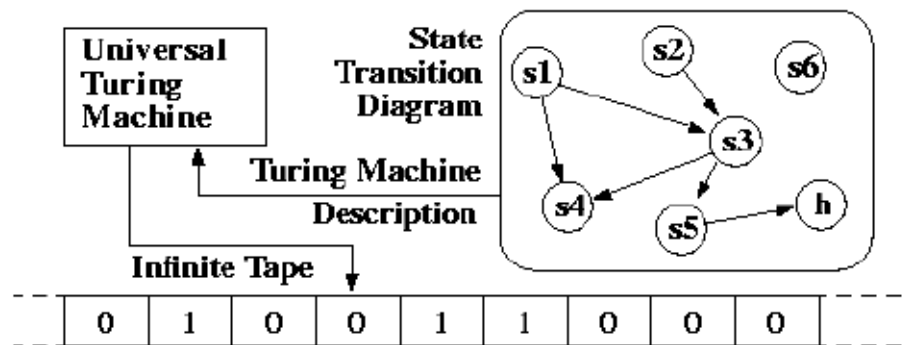 Universal
Turing
Machine
State
Transition
Diagram
s1
s2
s6
s3
s4
s5
h
Turing Machine
Description
Infinite Tape
0 1 0 0 1 1 0 0 0